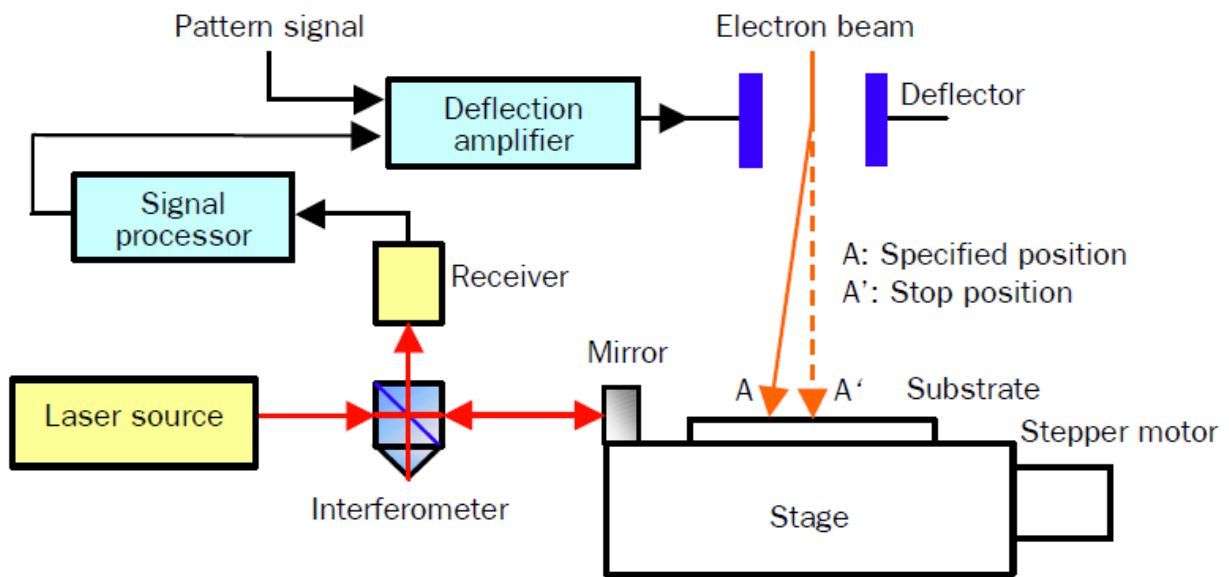 Pattern signal
Electron beam
Deflection
amplifier
Deflector
Signal
processor
Receiver
A: Specified position
A’: Stop position
Mirror
Laser source
A
A‘
Substrate
Stepper motor
Interferometer
Stage